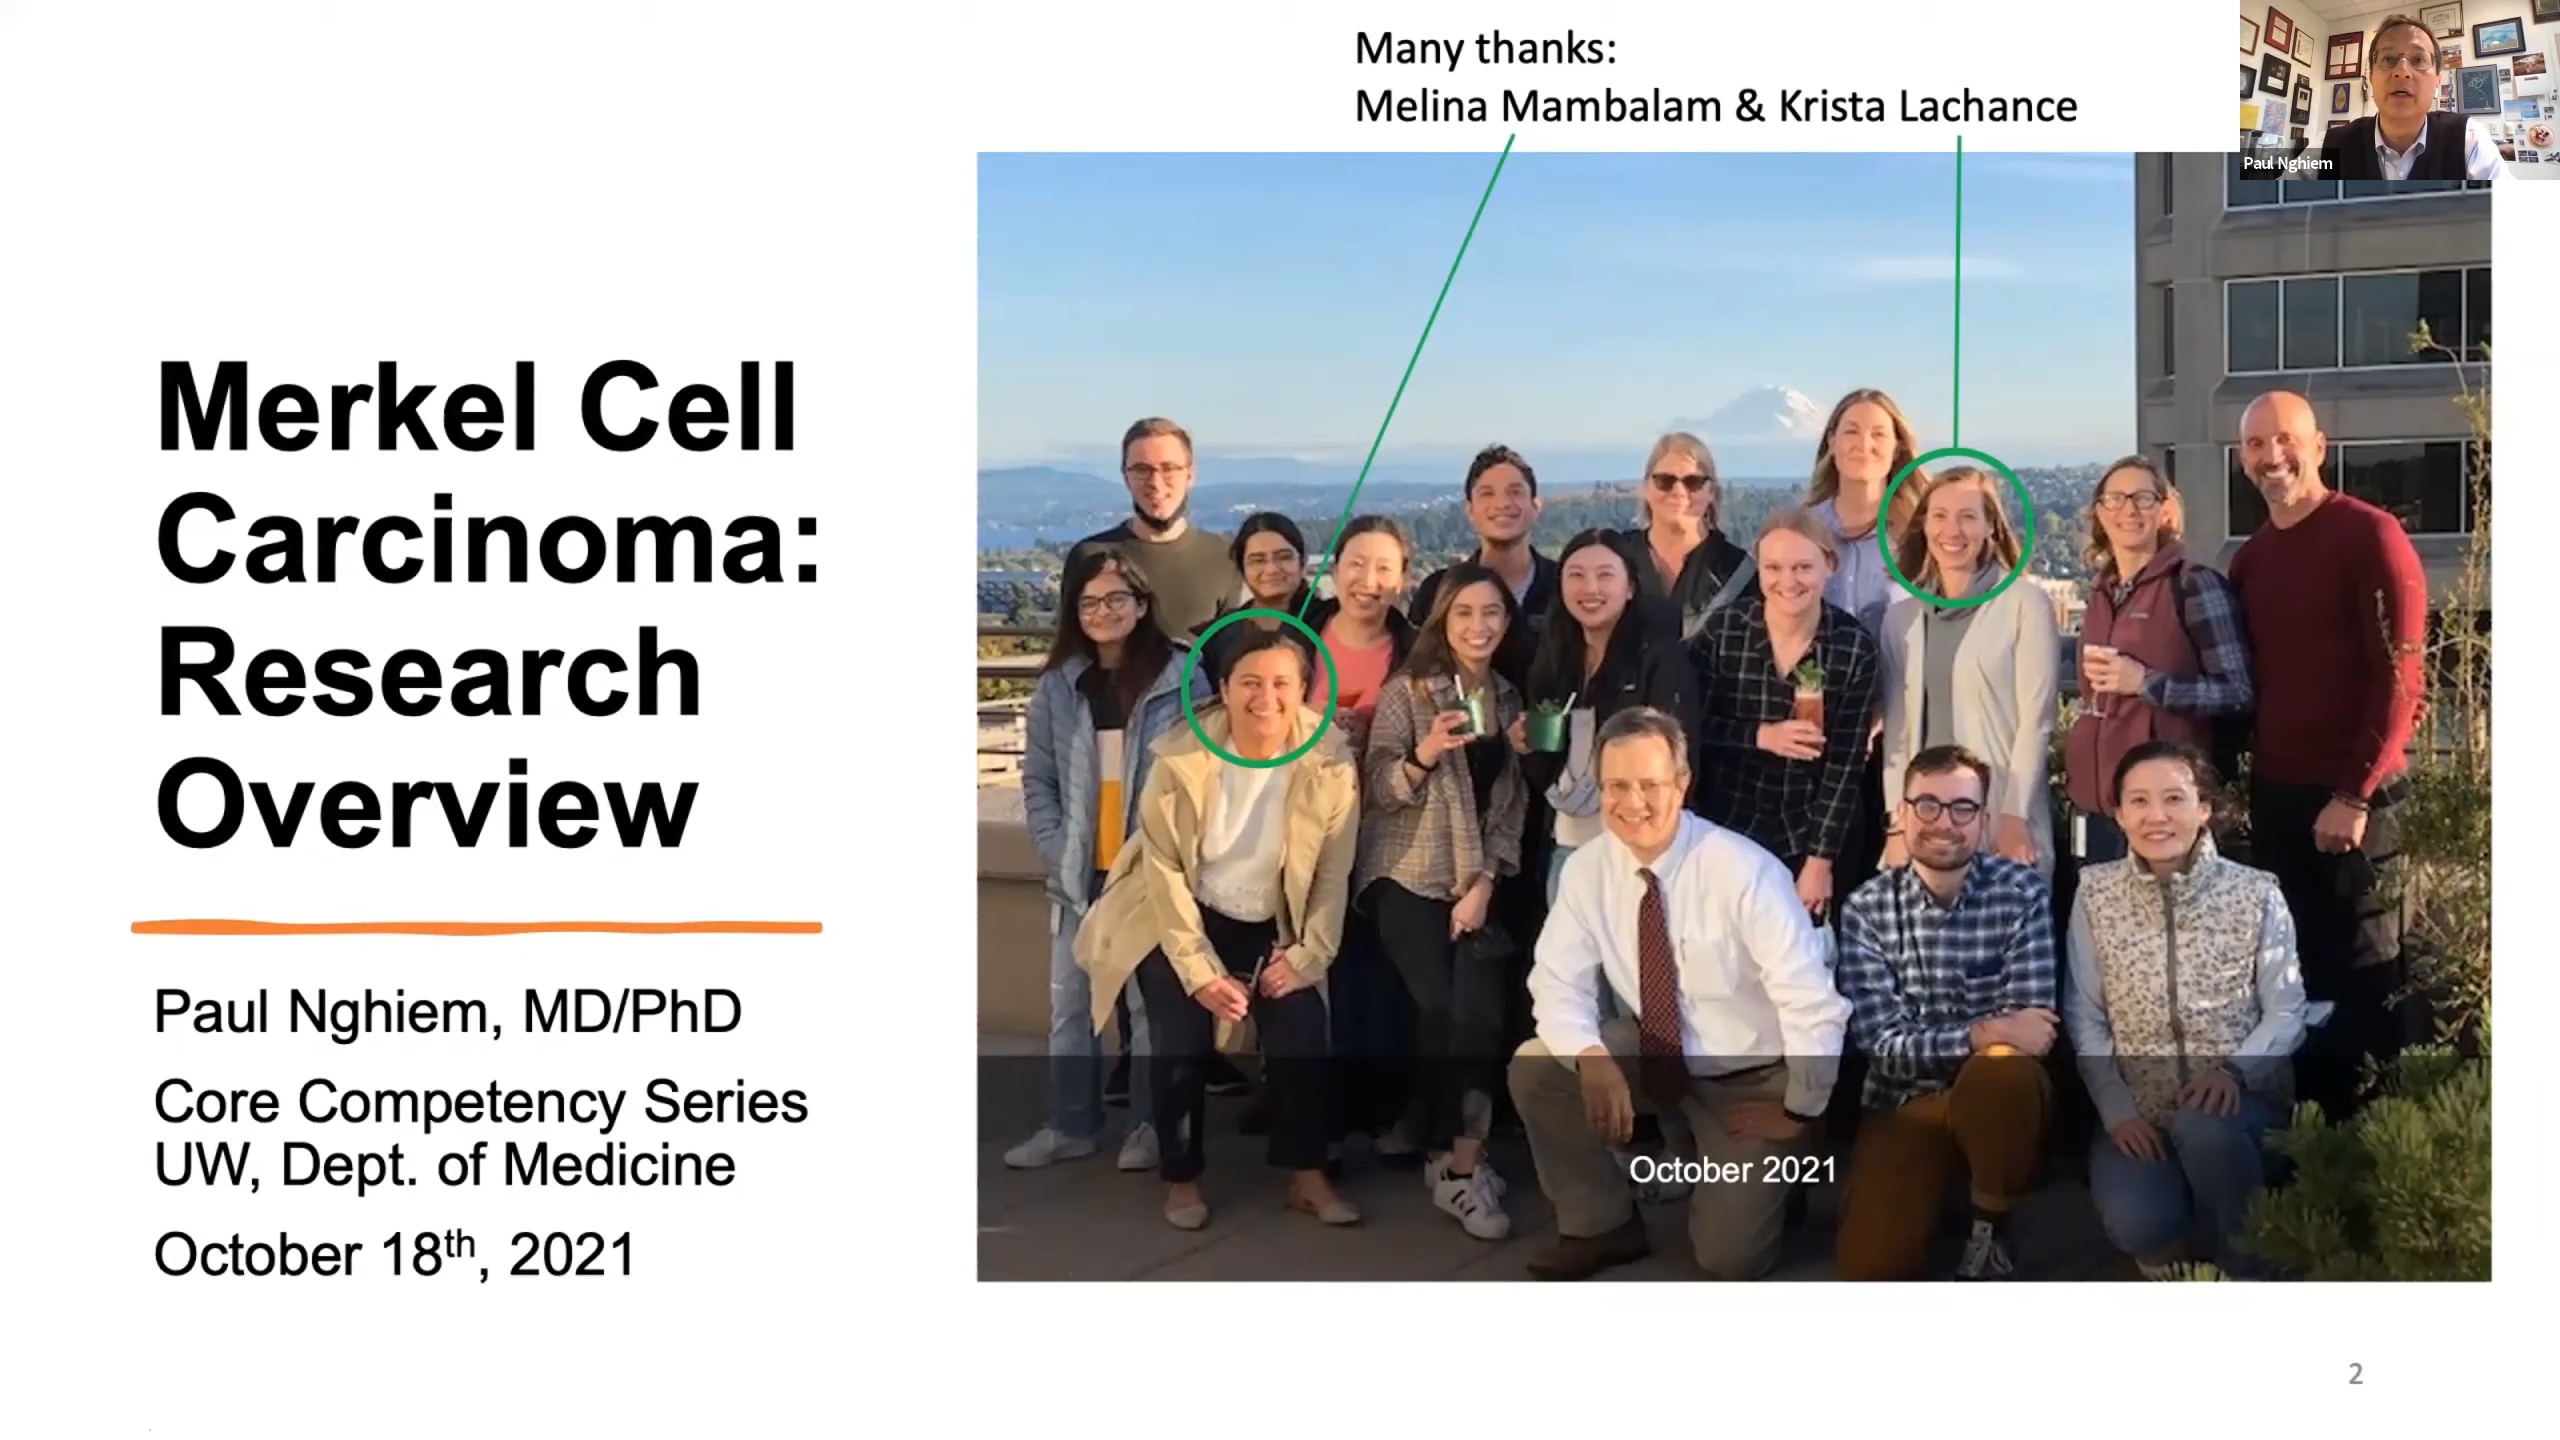 Many thanks:
Melina Mambalam & Krista Lachance
Paul Nghiem
Merkel Cell
Carcinoma:
Research
Overview
Paul Nghiem, MD/PhD
Core Competency Series
UW, Dept. of Medicine
October 18th, 2021
October 2021
2